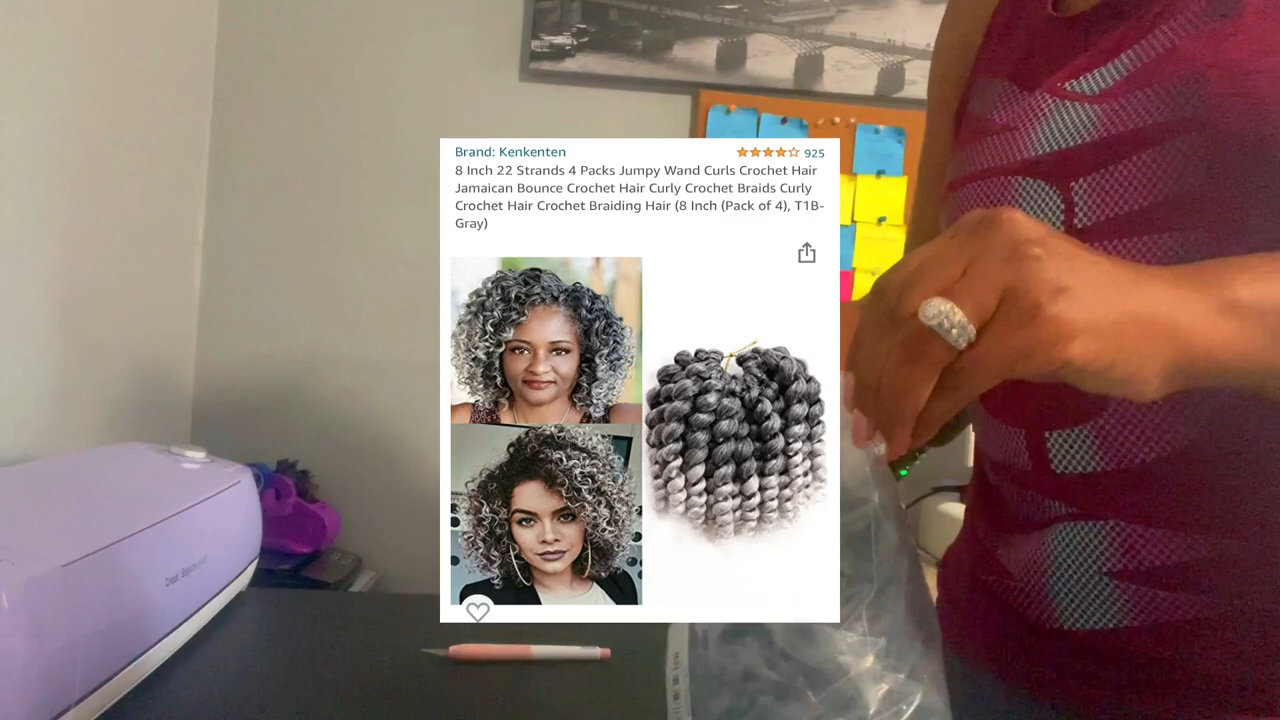 Brand: Kenkenten
925
8 Inch 22 Strands 4 Packs Jumpy Wand Curls Crochet Hair
Jamaican Bounce Crochet Hair Curly Crochet Braids Curly
Crochet Hair Crochet Braiding Hair (8 Inch (Pack of 4), T1B-
Gray)